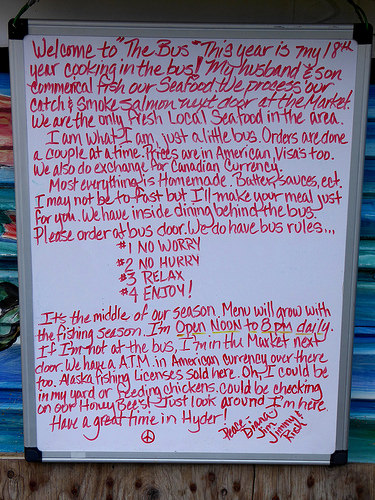 Welcome to "The Bus" This year is my 18th
year cooking in the bus! My husband & son
commerical fish our Seafood. We process our
catch & smoke salmon next door at the Market.
We are the only Fresh Local Seafood in the area.
I am what I am, just a little bus. Orders are done
a couple at a time. Prices are in American, Visa's too.
We also do exchange for Canadian Currency.
Most everything is Homemade. Batter, sauces, ect.
I may not be to fast but I'll make your meal just
for you. We have inside dining behind the bus.
Please order at bus door. We do have bus rules...
#1 NO WORRY
#2 NO HURRY
#3 RELAX
#4 ENJOY!
It's the middle of our season. Menu will grow with
the fishing season. I'm Open NOON to 8 pm daily.
If I'm not at the bus, I'm in the Market next
door. We have A.T.M. in American currency over there
too. Alaska Fishing Licenses sold here. Oh, I could be
in my yard or feeding chickens. Could be checking
on our Honey Bee's! Just look around I'm here.
Have a great time in Hyder!
Peace
Diana
Jim
Jimmy &